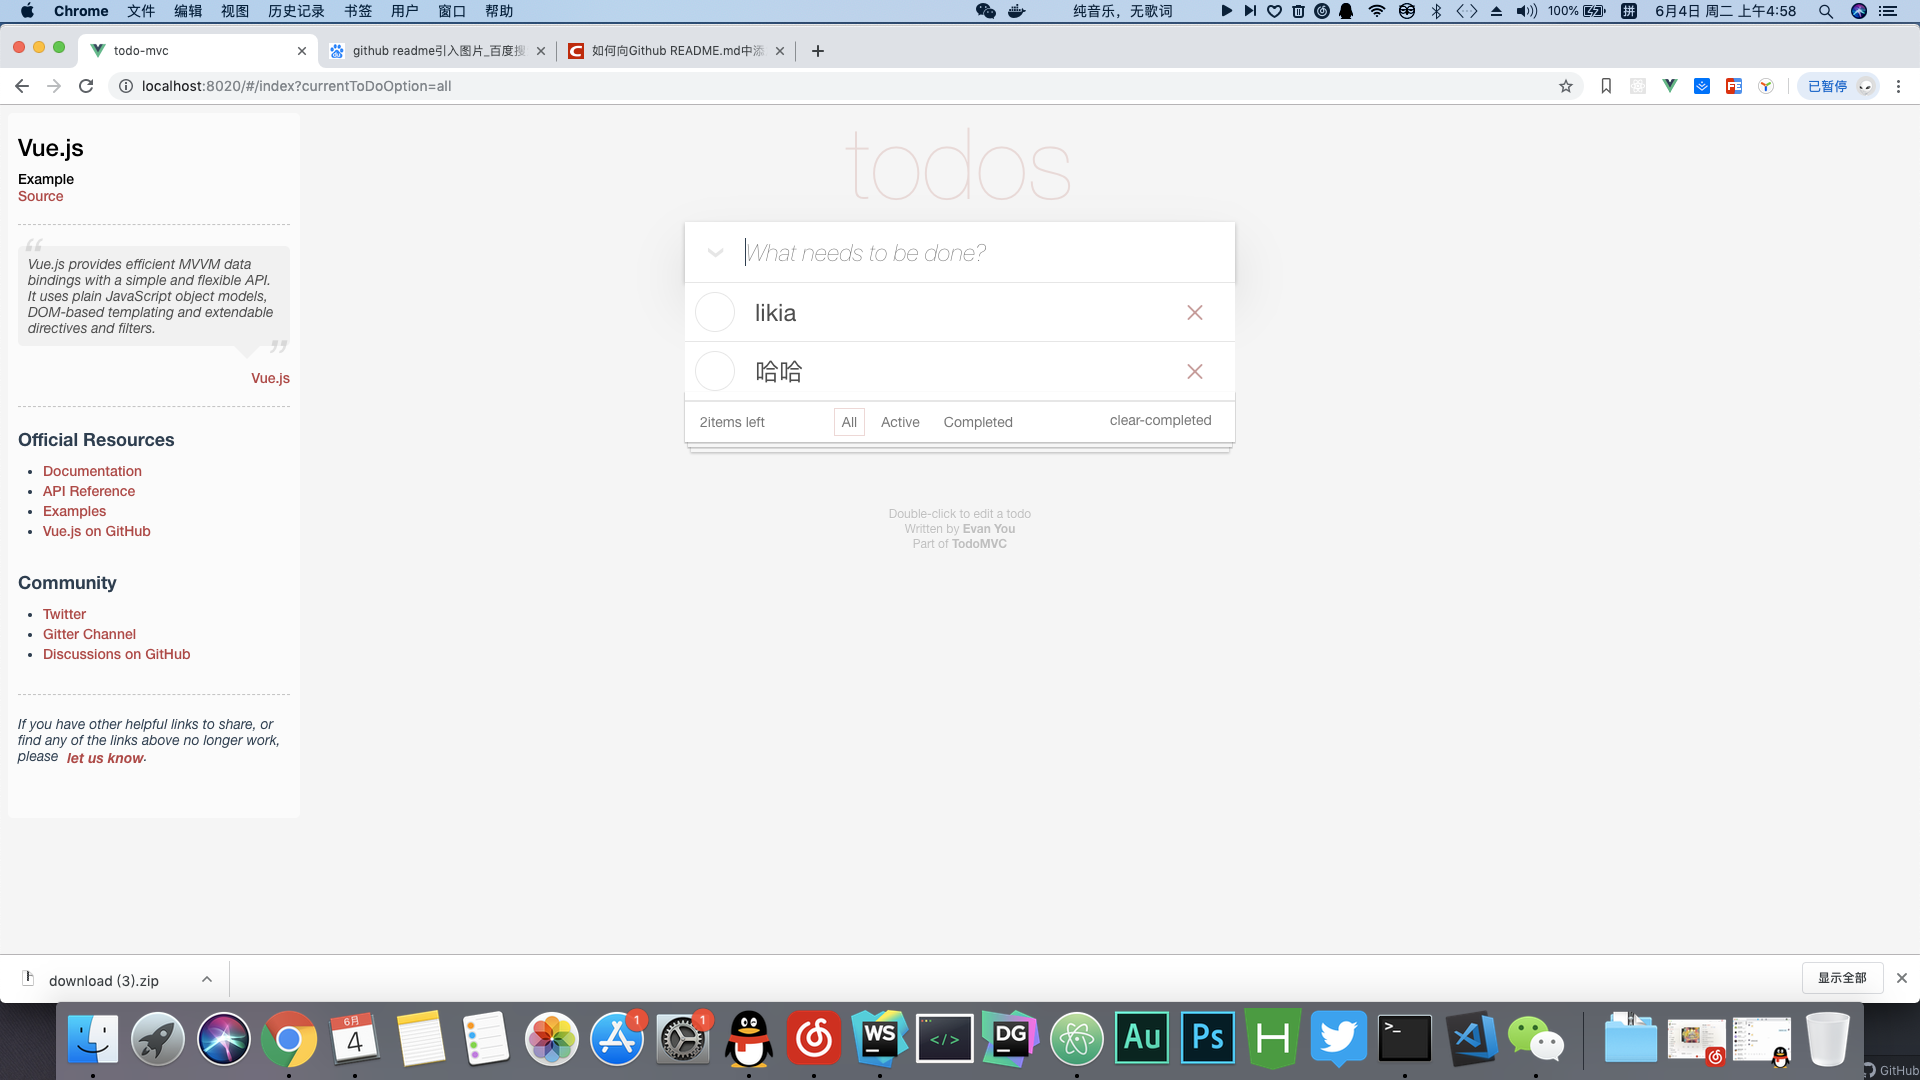 Chrome 文件 编辑 视图 历史记录 书签 用户 窗口 帮助 纯音乐，无歌词 100% 拼 6月4日 周二 上午4:58
todo-mvc github readme引入图片_百度搜 如何向Github README.md中添
localhost:8020/#/index?currentToDoOption=all FE 已暂停
Vue.js
Example
Source
“
Vue.js provides efficient MVVM data
bindings with a simple and flexible API.
It uses plain JavaScript object models,
DOM-based templating and extendable
directives and filters.
”
Vue.js
Official Resources
Documentation
API Reference
Examples
Vue.js on GitHub
Community
Twitter
Gitter Channel
Discussions on GitHub
If you have other helpful links to share, or
find any of the links above no longer work,
please let us know.
todos
What needs to be done?
likia
哈哈
2items left All Active Completed clear-completed
Double-click to edit a todo
Written by Evan You
Part of TodoMVC
download (3).zip 显示全部
6月 4 1 1 WS </> DG Au Ps H >_
GitHub